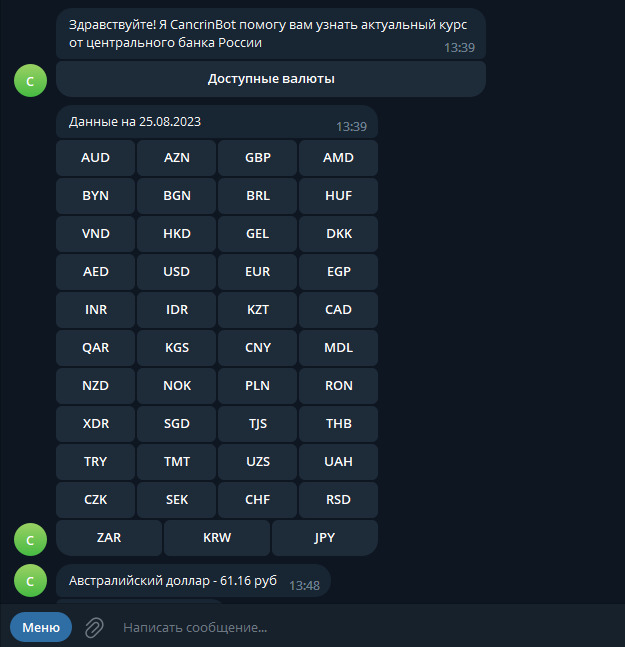 Здравствуйте! Я CancrinBot помогу вам узнать актуальный курс
от центрального банка России
13:39
С
Доступные валюты
Данные на 25.08.2023
13:39
AUD AZN GBP AMD
BYN BGN BRL HUF
VND HKD GEL DKK
AED USD EUR EGP
INR IDR KZT CAD
QAR KGS CNY MDL
NZD NOK PLN RON
XDR SGD TJS THB
TRY TMT UZS UAH
CZK SEK CHF RSD
С ZAR KRW JPY
С Австралийский доллар - 61.16 руб 13:48
Меню Написать сообщение...